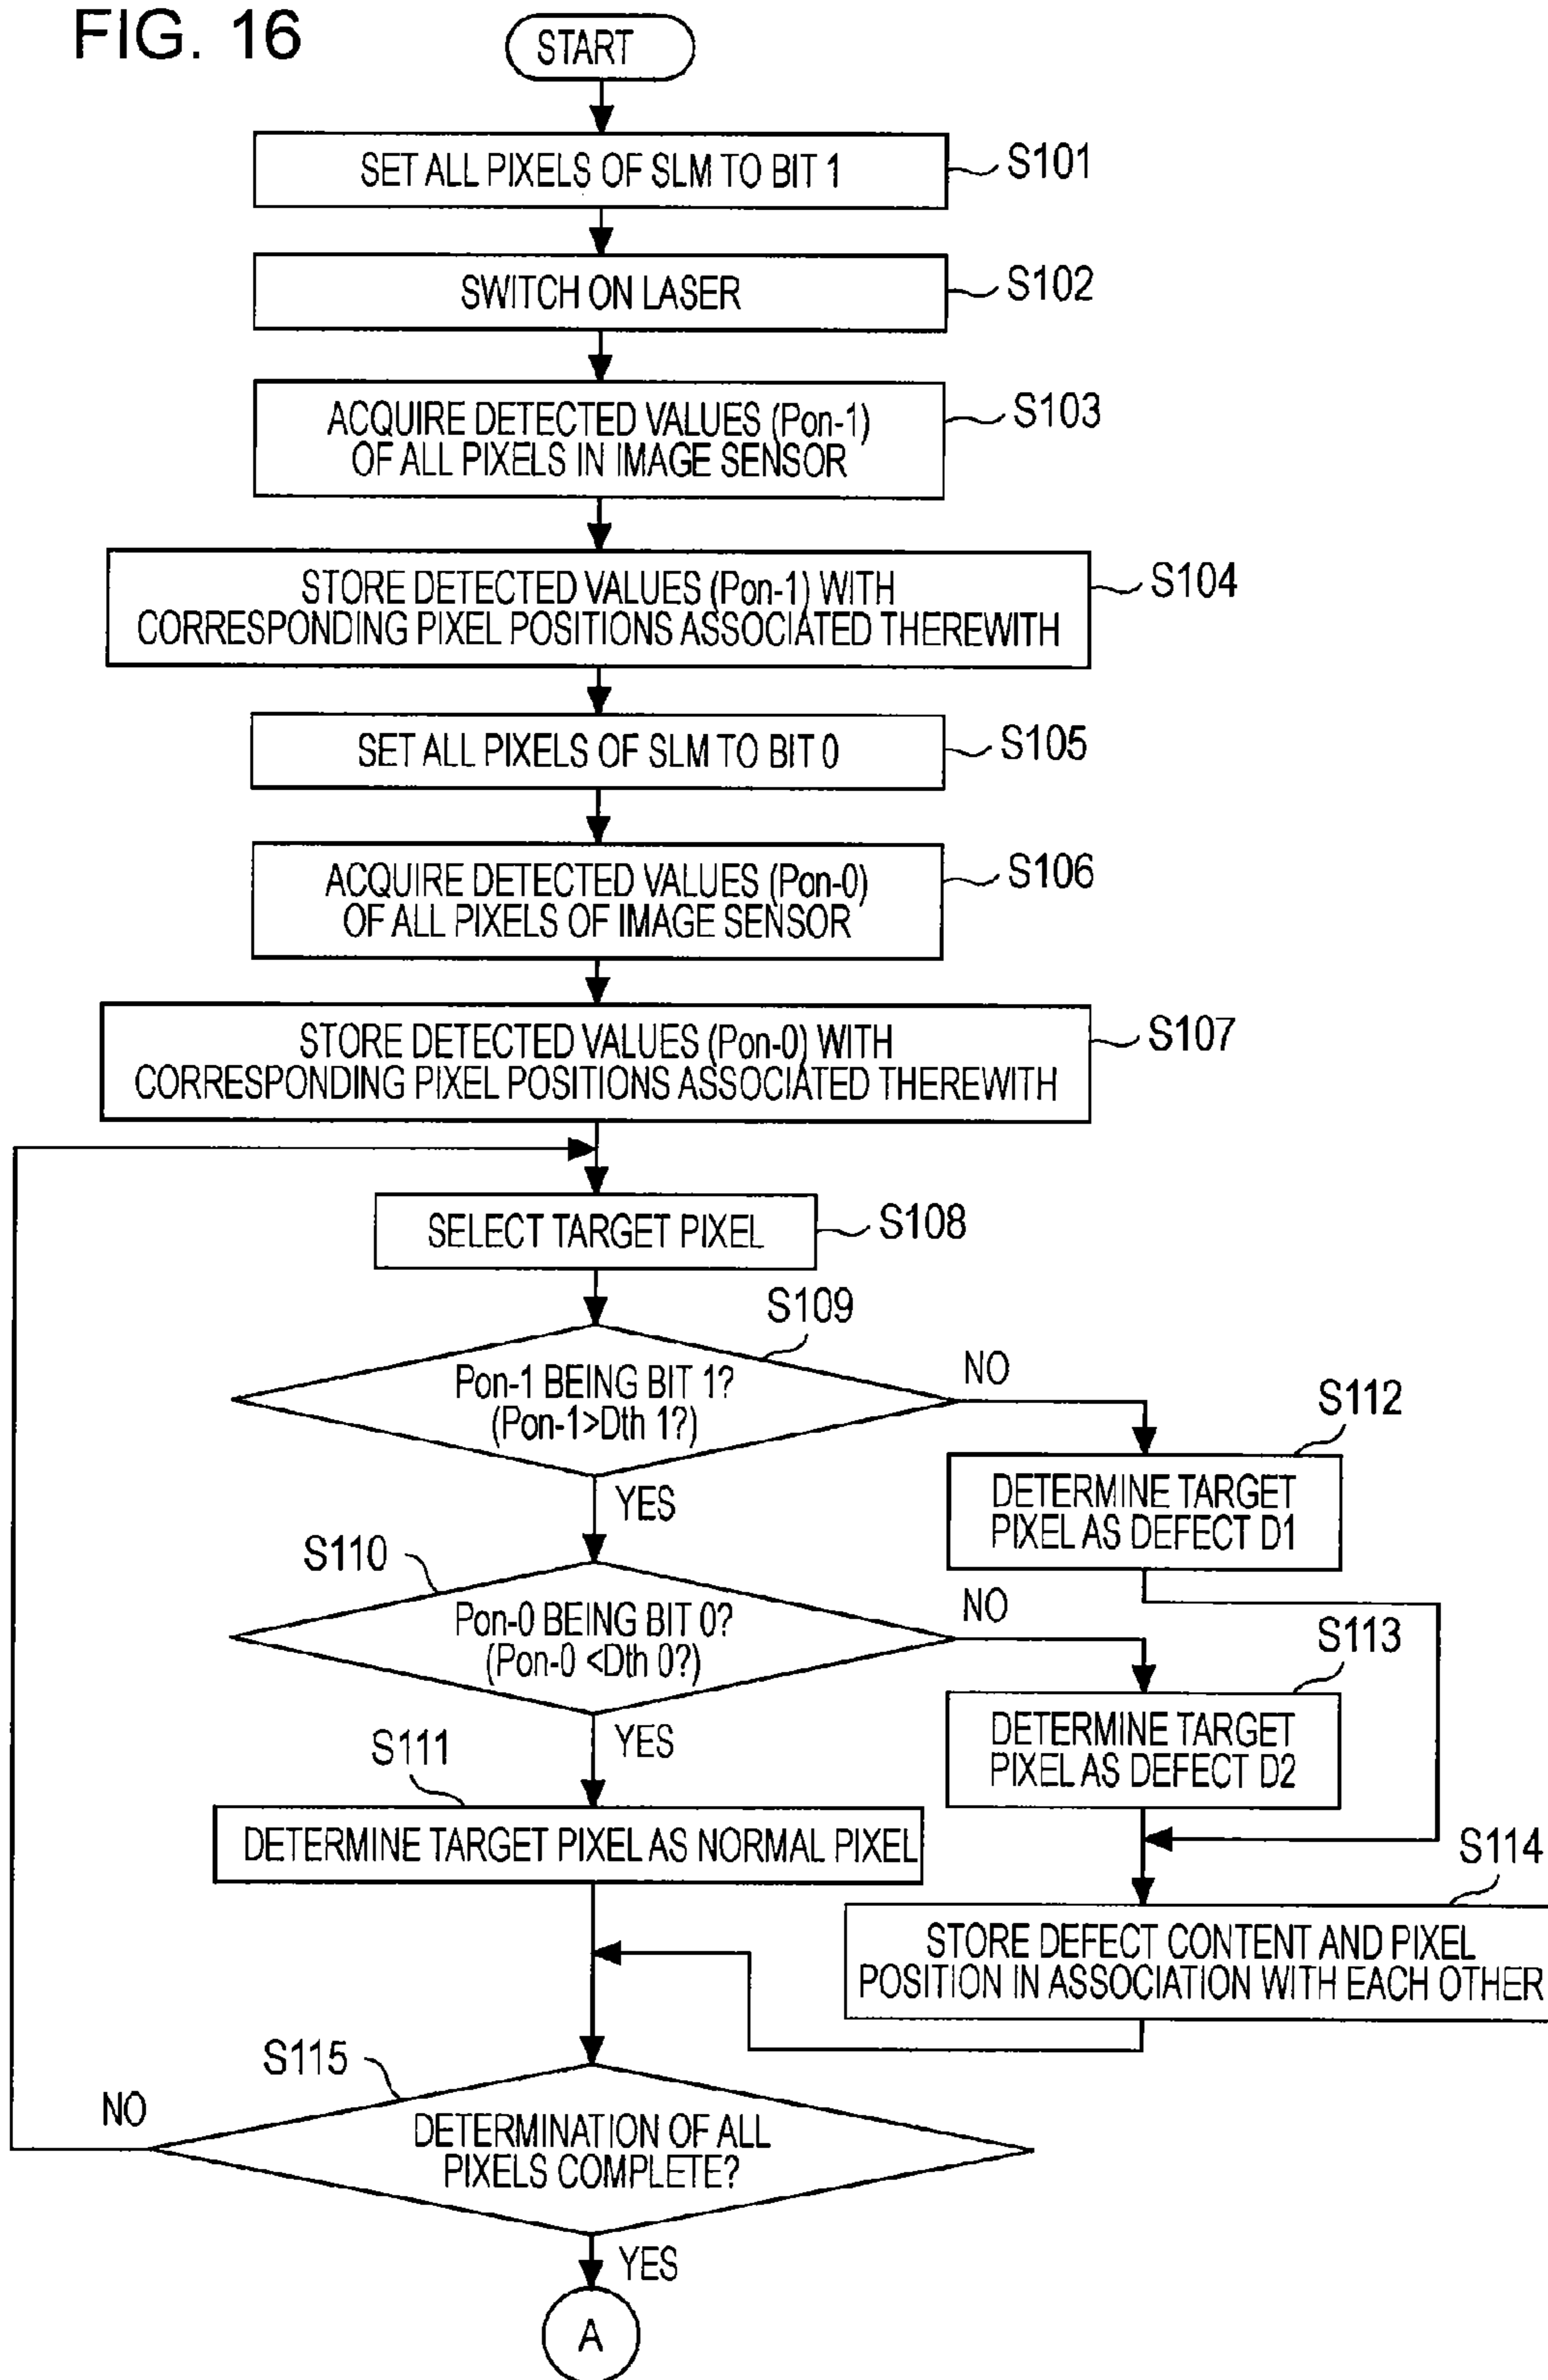 FIG. 16
START
SET ALL PIXELS OF SLM TO BIT 1
S101
SWITCH ON LASER
S102
ACQUIRE DETECTED VALUES (Pon-1)
OF ALL PIXELS IN IMAGE SENSOR
S103
STORE DETECTED VALUES (Pon-1) WITH
CORRESPONDING PIXEL POSITIONS ASSOCIATED THEREWITH
S104
SET ALL PIXELS OF SLM TO BIT 0
S105
ACQUIRE DETECTED VALUES (Pon-0)
OF ALL PIXELS OF IMAGE SENSOR
S106
STORE DETECTED VALUES (Pon-0) WITH
CORRESPONDING PIXEL POSITIONS ASSOCIATED THEREWITH
S107
SELECT TARGET PIXEL
S108
S109
Pon-1 BEING BIT 1?
(Pon-1>Dth 1?)
NO
YES
S112
DETERMINE TARGET
PIXEL AS DEFECT D1
S110
Pon-0 BEING BIT 0?
(Pon-0 <Dth 0?)
NO
YES
S113
DETERMINE TARGET
PIXEL AS DEFECT D2
S111
DETERMINE TARGET PIXEL AS NORMAL PIXEL
S114
STORE DEFECT CONTENT AND PIXEL
POSITION IN ASSOCIATION WITH EACH OTHER
S115
NO
DETERMINATION OF ALL
PIXELS COMPLETE?
YES
A